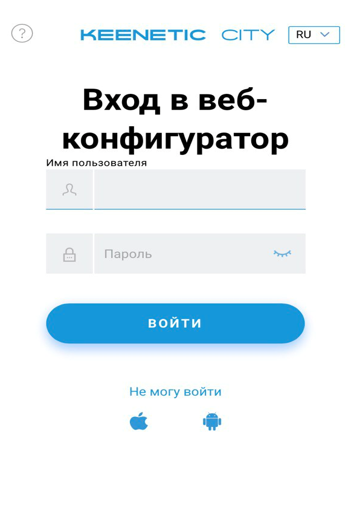 ?
KEENETIC CITY
RU
Вход в веб-
конфигуратор
Имя пользователя
Пароль
ВОЙТИ
Не могу войти